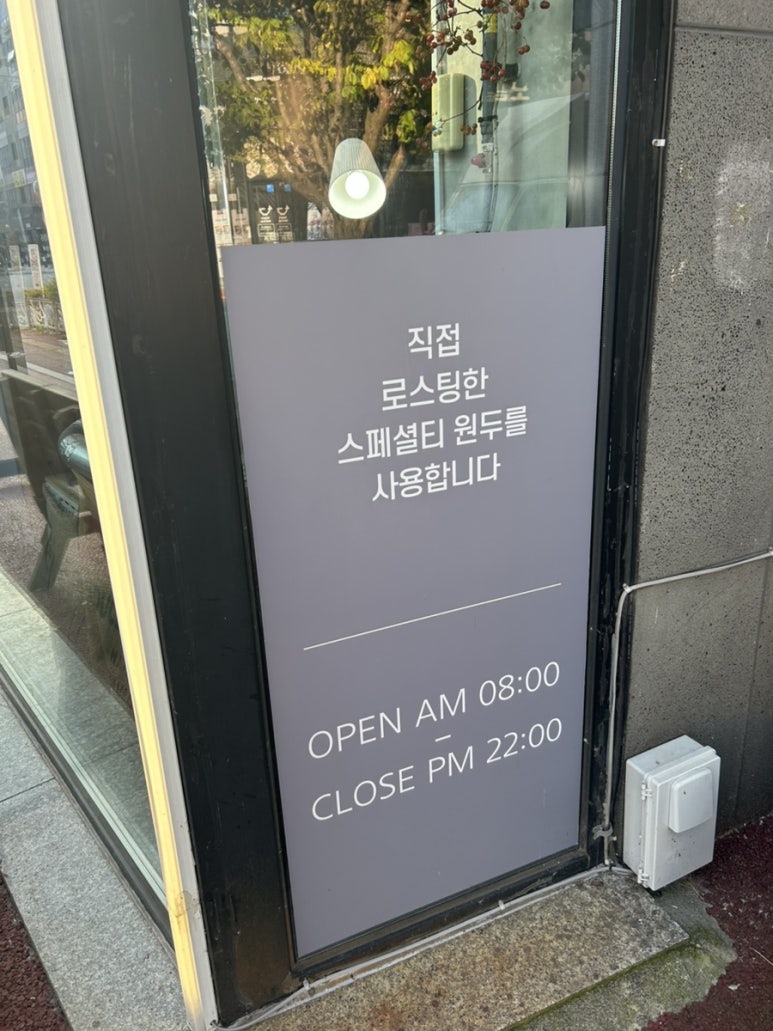 직접
로스팅한
스페셜티 원두를
사용합니다
OPEN AM 08:00
–
CLOSE PM 22:00